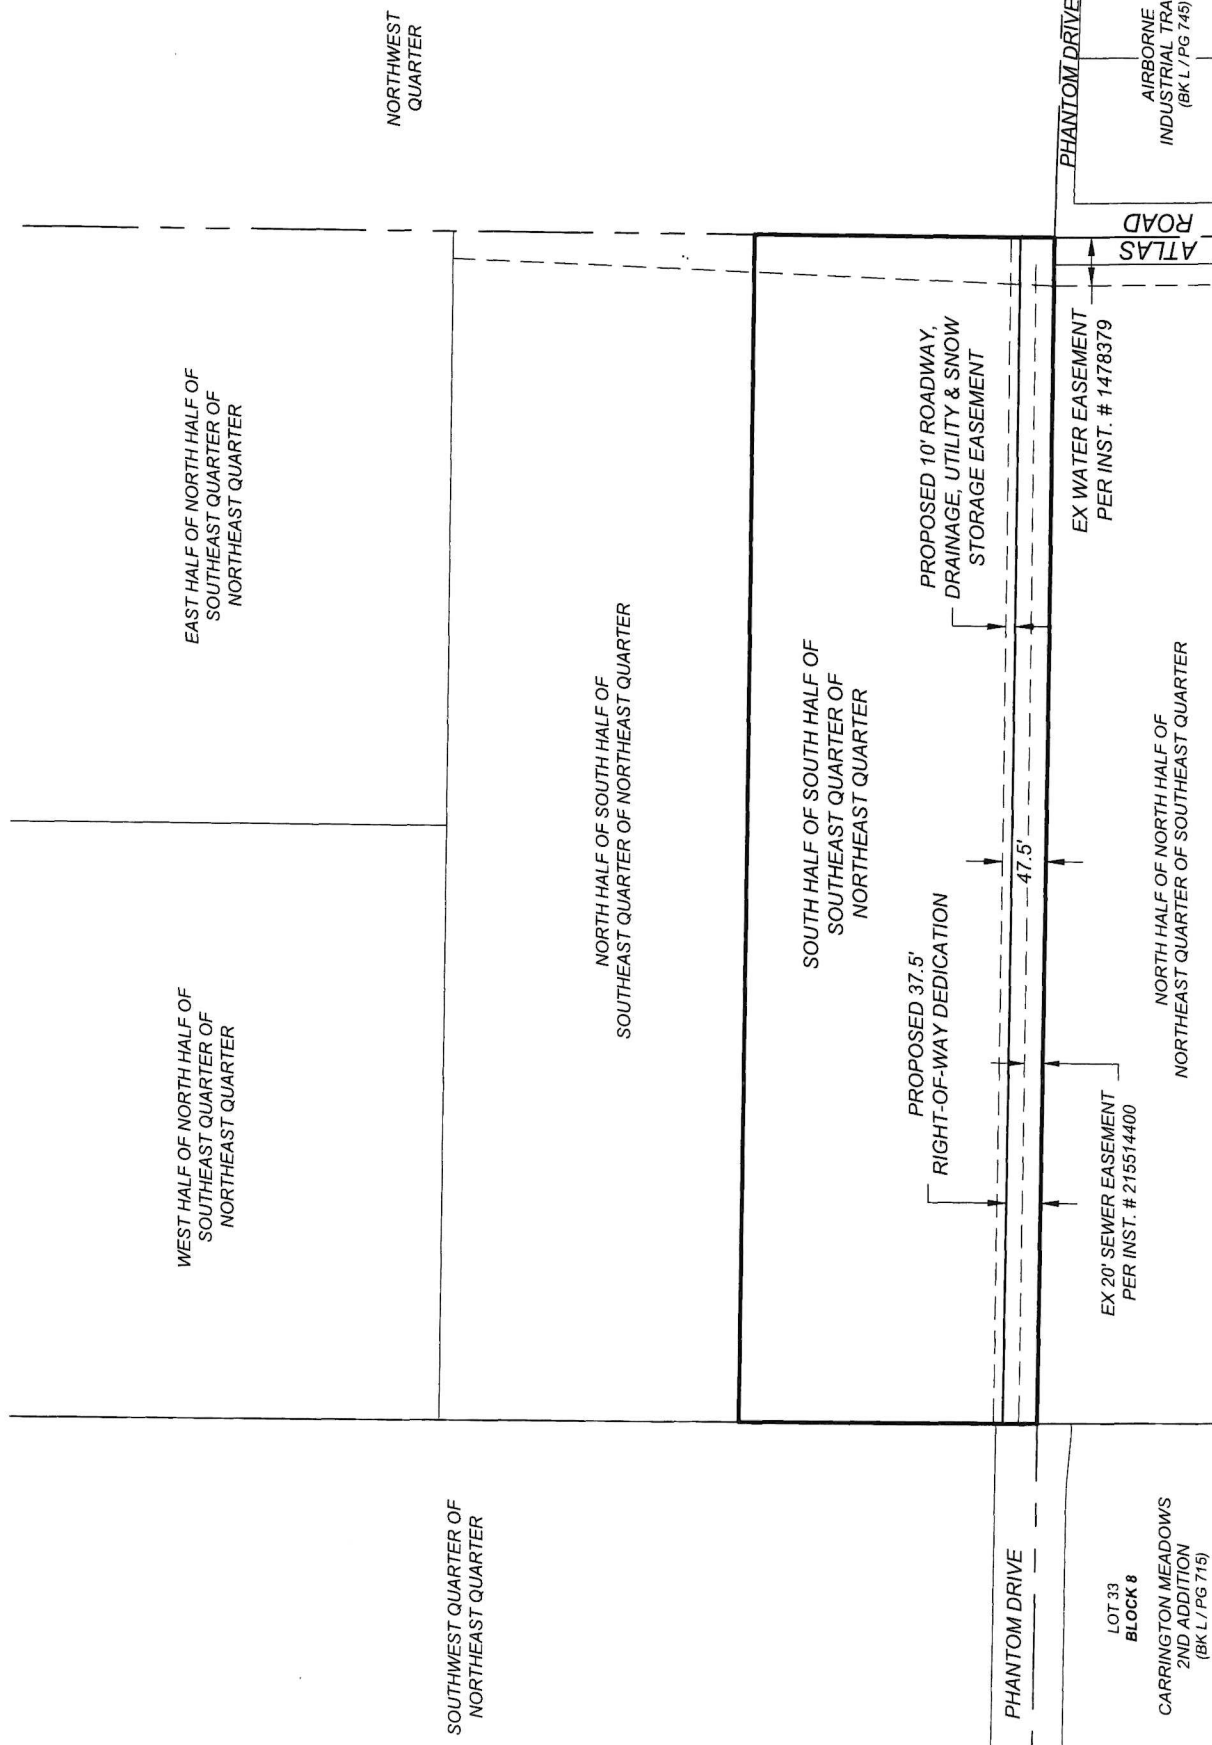 NORTHWEST
QUARTER
EAST HALF OF NORTH HALF OF
SOUTHEAST QUARTER OF
NORTHEAST QUARTER
WEST HALF OF NORTH HALF OF
SOUTHEAST QUARTER OF
NORTHEAST QUARTER
SOUTHWEST QUARTER OF
NORTHEAST QUARTER
NORTH HALF OF SOUTH HALF OF
SOUTHEAST QUARTER OF NORTHEAST QUARTER
SOUTH HALF OF SOUTH HALF OF
SOUTHEAST QUARTER OF
NORTHEAST QUARTER
PROPOSED 37.5'
RIGHT-OF-WAY DEDICATION
PROPOSED 10' ROADWAY,
DRAINAGE, UTILITY & SNOW
STORAGE EASEMENT
47.5'
PHANTOM DRIVE
PHANTOM DRIVE
ATLAS
ROAD
EX 20' SEWER EASEMENT
PER INST. # 215514400
EX WATER EASEMENT
PER INST. # 1478379
NORTH HALF OF NORTH HALF OF
NORTHEAST QUARTER OF SOUTHEAST QUARTER
LOT 33
BLOCK 8
CARRINGTON MEADOWS
2ND ADDITION
(BK L / PG 715)
AIRBORNE
INDUSTRIAL TRA
(BK L / PG 745)